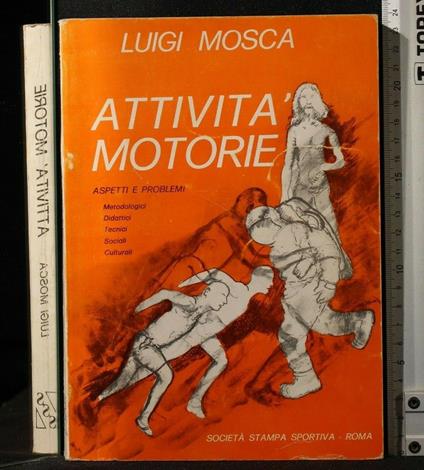 LUIGI MOSCA
ATTIVITA'
MOTORIE
ASPETTI E PROBLEMI
Metodologici
Didattici
Tecnici
Sociali
Culturali
SOCIETÀ STAMPA SPORTIVA - ROMA
LUIGI MOSCA ATTIVITA' MOTORIE